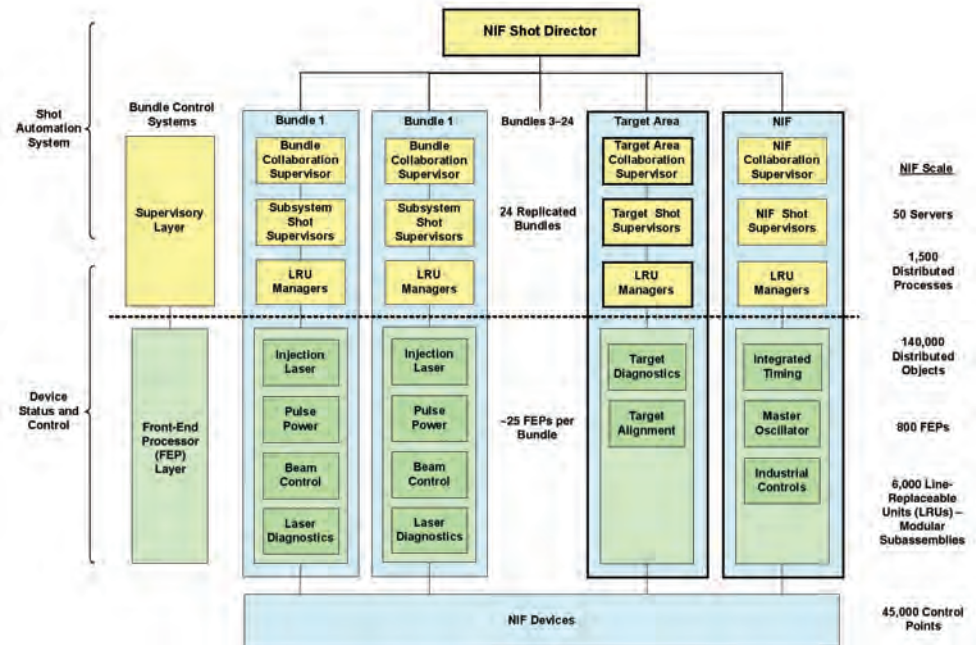 NIF Shot Director
Shot
Automation
System
Bundle Control
Systems
Supervisory
Layer
Bundle 1
Bundle
Collaboration
Supervisor
Subsystem
Shot
Supervisors
LRU
Managers
Bundle 1
Bundle
Collaboration
Supervisor
Subsystem
Shot
Supervisors
LRU
Managers
Bundles 3–24
24 Replicated
Bundles
Target Area
Target Area
Collaboration
Supervisor
Target Shot
Supervisors
LRU
Managers
NIF
NIF
Collaboration
Supervisor
NIF Shot
Supervisors
LRU
Managers
NIF Scale
50 Servers
1,500
Distributed
Processes
Device
Status and
Control
Front-End
Processor
(FEP)
Layer
Injection
Laser
Pulse
Power
Beam
Control
Laser
Diagnostics
Injection
Laser
Pulse
Power
Beam
Control
Laser
Diagnostics
~25 FEPs per
Bundle
Target
Diagnostics
Target
Alignment
Integrated
Timing
Master
Oscillator
Industrial
Controls
140,000
Distributed
Objects
800 FEPs
6,000 Line-
Replaceable
Units (LRUs) –
Modular
Subassemblies
NIF Devices
45,000 Control
Points